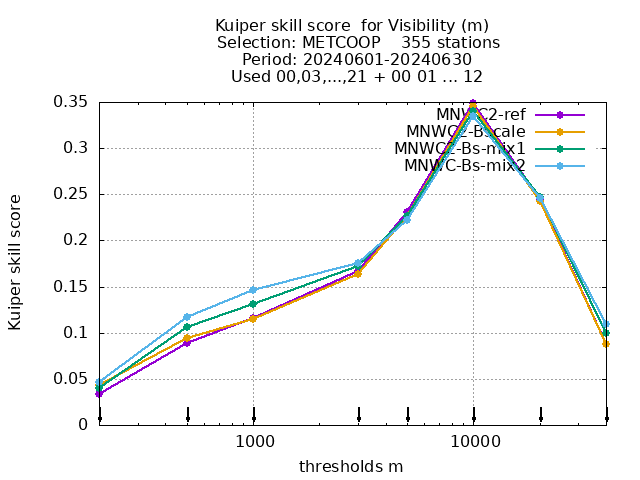 Kuiper skill score  for Visibility (m)
Selection: METCOOP    355 stations
Period: 20240601-20240630
Used 00,03,...,21 + 00 01 ... 12
MNWC2-ref
MNWC2-Bscale
MNWC2-Bs-mix1
MNWC-Bs-mix2
Kuiper skill score
0.35
0.3
0.25
0.2
0.15
0.1
0.05
0
1000
10000
thresholds m